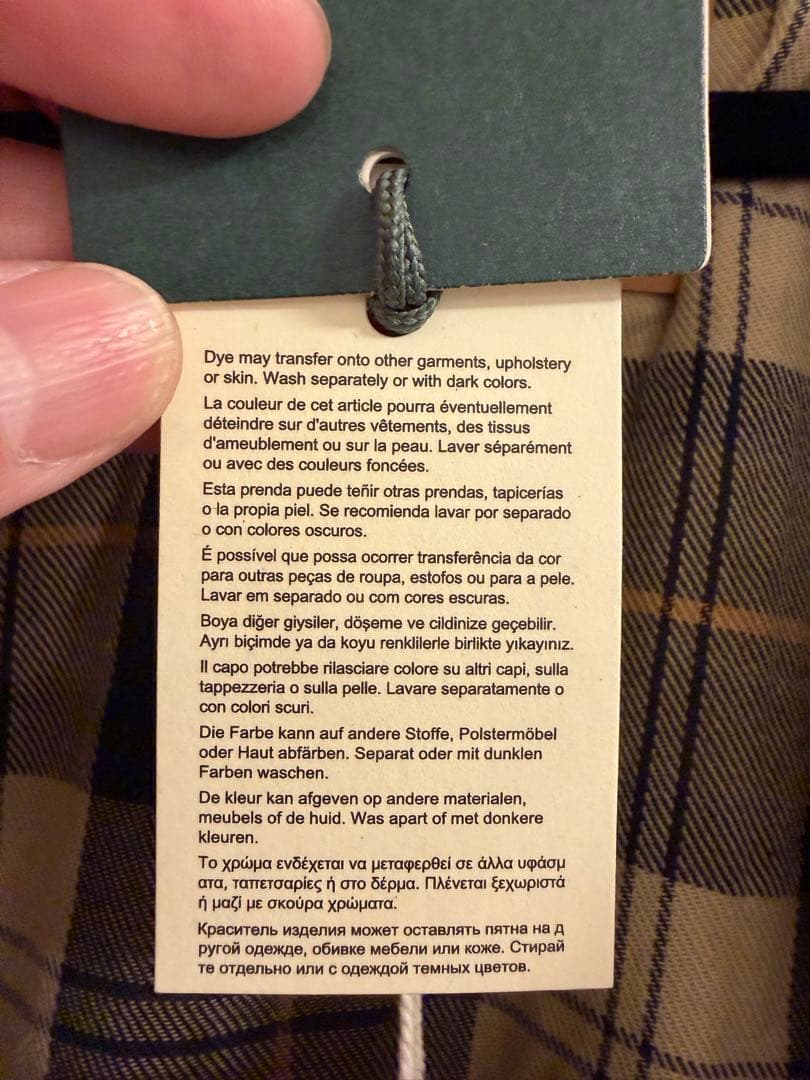 Dye may transfer onto other garments, upholstery
or skin. Wash separately or with dark colors.
La couleur de cet article pourra éventuellement
déteindre sur d'autres vêtements, des tissus
d'ameublement ou sur la peau. Laver séparément
ou avec des couleurs foncées.
Esta prenda puede teñir otras prendas, tapicerías
o la propia piel. Se recomienda lavar por separado
o con colores oscuros.
É possível que possa ocorrer transferência da cor
para outras peças de roupa, estofos ou para a pele.
Lavar em separado ou com cores escuras.
Boya diğer giysiler, döşeme ve cildinize geçebilir.
Ayrı biçimde ya da koyu renklilerle birlikte yıkayınız.
Il capo potrebbe rilasciare colore su altri capi, sulla
tappezzeria o sulla pelle. Lavare separatamente o
con colori scuri.
Die Farbe kann auf andere Stoffe, Polstermöbel
oder Haut abfärben. Separat oder mit dunklen
Farben waschen.
De kleur kan afgeven op andere materialen,
meubels of de huid. Was apart of met donkere
kleuren.
Το χρώμα ενδέχεται να μεταφερθεί σε άλλα υφάσμ
ατα, ταπετσαρίες ή στο δέρμα. Πλένεται ξεχωριστά
ή μαζί με σκούρα χρώματα.
Краситель изделия может оставлять пятна на д
ругой одежде, обивке мебели или коже. Стирай
те отдельно или с одеждой темных цветов.